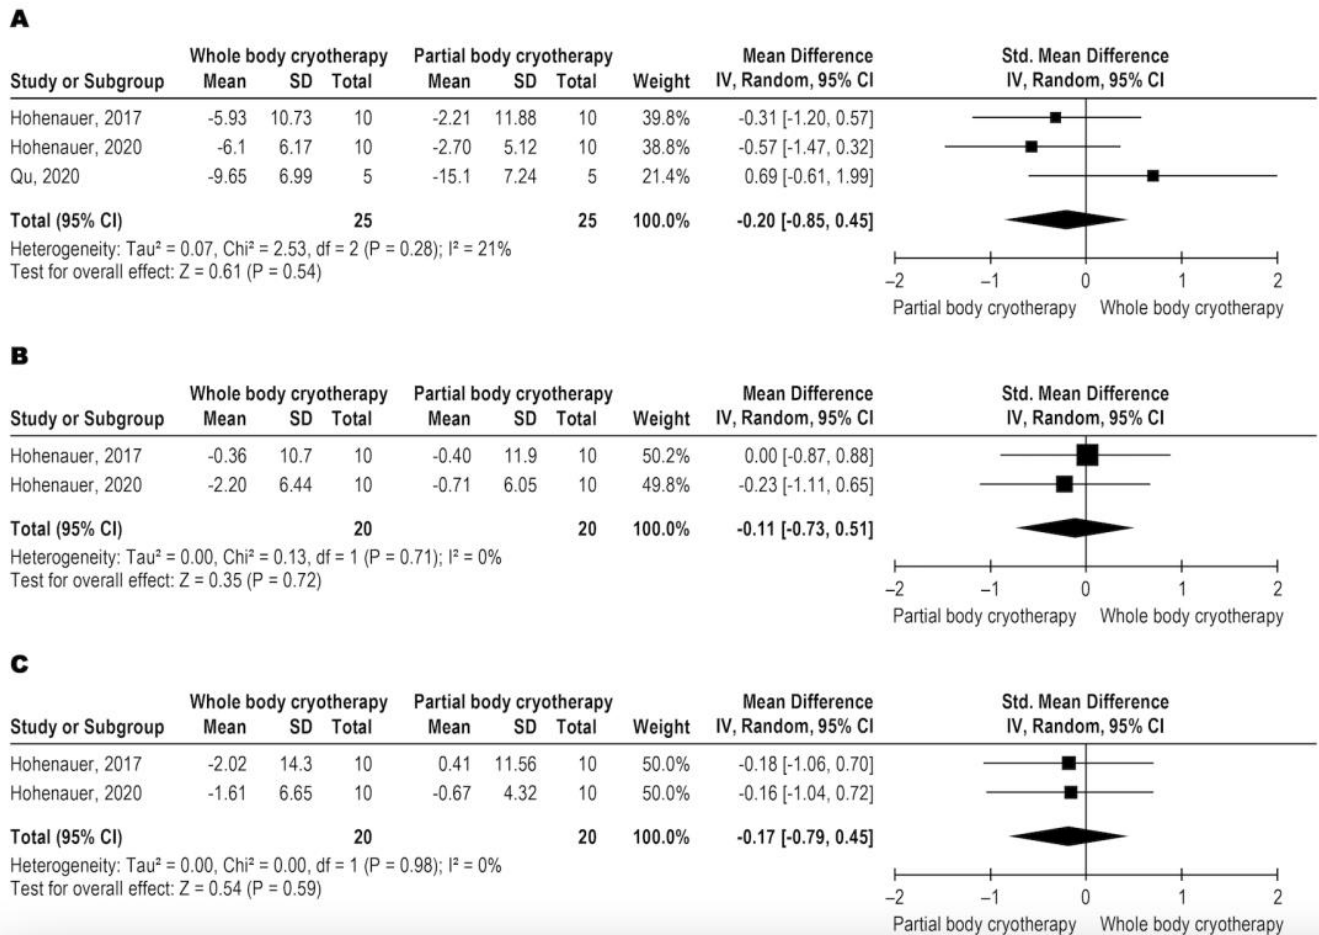 A
Whole body cryotherapy Partial body cryotherapy Mean Difference Std. Mean Difference
Study or Subgroup Mean SD Total Mean SD Total Weight IV, Random, 95% CI IV, Random, 95% CI
Hohenauer, 2017 -5.93 10.73 10 -2.21 11.88 10 39.8% -0.31 [-1.20, 0.57]
Hohenauer, 2020 -6.1 6.17 10 -2.70 5.12 10 38.8% -0.57 [-1.47, 0.32]
Qu, 2020 -9.65 6.99 5 -15.1 7.24 5 21.4% 0.69 [-0.61, 1.99]
Total (95% CI) 25 25 100.0% -0.20 [-0.85, 0.45]
Heterogeneity: Tau² = 0.07, Chi² = 2.53, df = 2 (P = 0.28); I² = 21%
Test for overall effect: Z = 0.61 (P = 0.54)
–2 –1 0 1 2
Partial body cryotherapy Whole body cryotherapy
B
Whole body cryotherapy Partial body cryotherapy Mean Difference Std. Mean Difference
Study or Subgroup Mean SD Total Mean SD Total Weight IV, Random, 95% CI IV, Random, 95% CI
Hohenauer, 2017 -0.36 10.7 10 -0.40 11.9 10 50.2% 0.00 [-0.87, 0.88]
Hohenauer, 2020 -2.20 6.44 10 -0.71 6.05 10 49.8% -0.23 [-1.11, 0.65]
Total (95% CI) 20 20 100.0% -0.11 [-0.73, 0.51]
Heterogeneity: Tau² = 0.00, Chi² = 0.13, df = 1 (P = 0.71); I² = 0%
Test for overall effect: Z = 0.35 (P = 0.72)
–2 –1 0 1 2
Partial body cryotherapy Whole body cryotherapy
C
Whole body cryotherapy Partial body cryotherapy Mean Difference Std. Mean Difference
Study or Subgroup Mean SD Total Mean SD Total Weight IV, Random, 95% CI IV, Random, 95% CI
Hohenauer, 2017 -2.02 14.3 10 0.41 11.56 10 50.0% -0.18 [-1.06, 0.70]
Hohenauer, 2020 -1.61 6.65 10 -0.67 4.32 10 50.0% -0.16 [-1.04, 0.72]
Total (95% CI) 20 20 100.0% -0.17 [-0.79, 0.45]
Heterogeneity: Tau² = 0.00, Chi² = 0.00, df = 1 (P = 0.98); I² = 0%
Test for overall effect: Z = 0.54 (P = 0.59)
–2 –1 0 1 2
Partial body cryotherapy Whole body cryotherapy